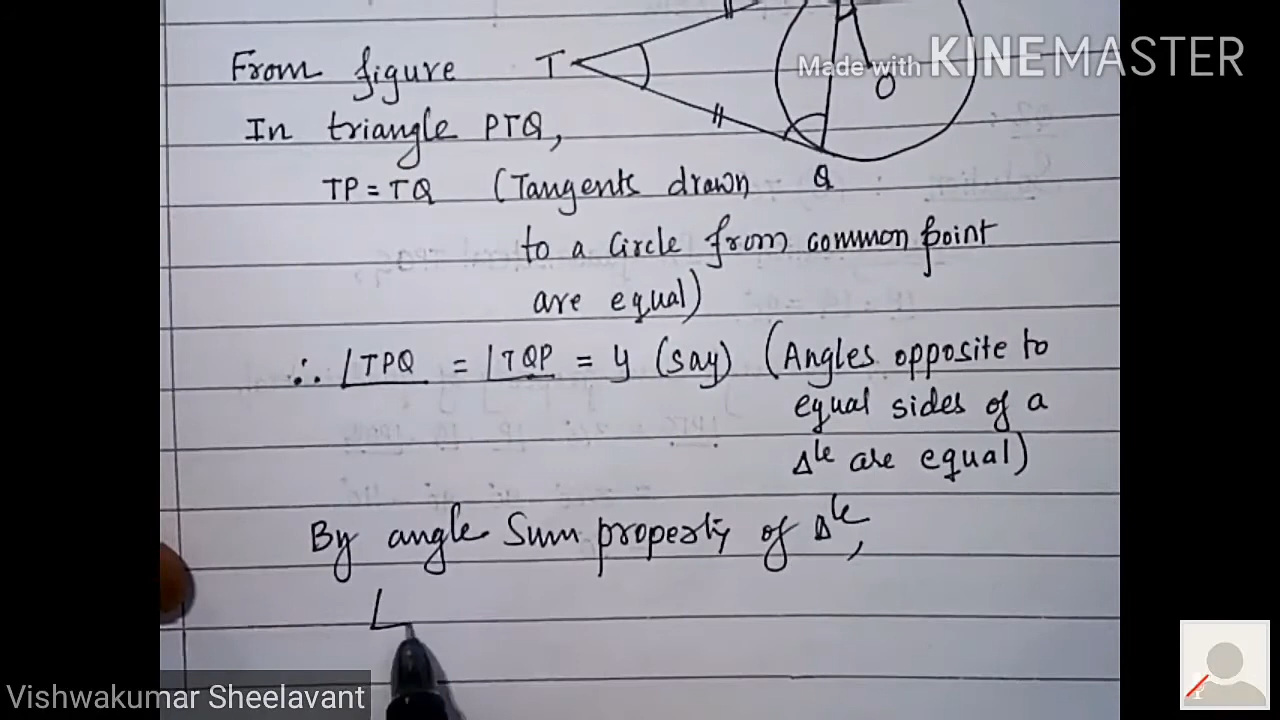 Made with KINEMASTER
From figure
T
O
In triangle PTQ,
TP = TQ (Tangents drawn
Q
to a circle from common point
are equal)
∴ ∠TPQ = ∠TQP = y (say) (Angles opposite to
equal sides of a
Δle are equal)
By angle sum property of Δle,
∠
Vishwakumar Sheelavant